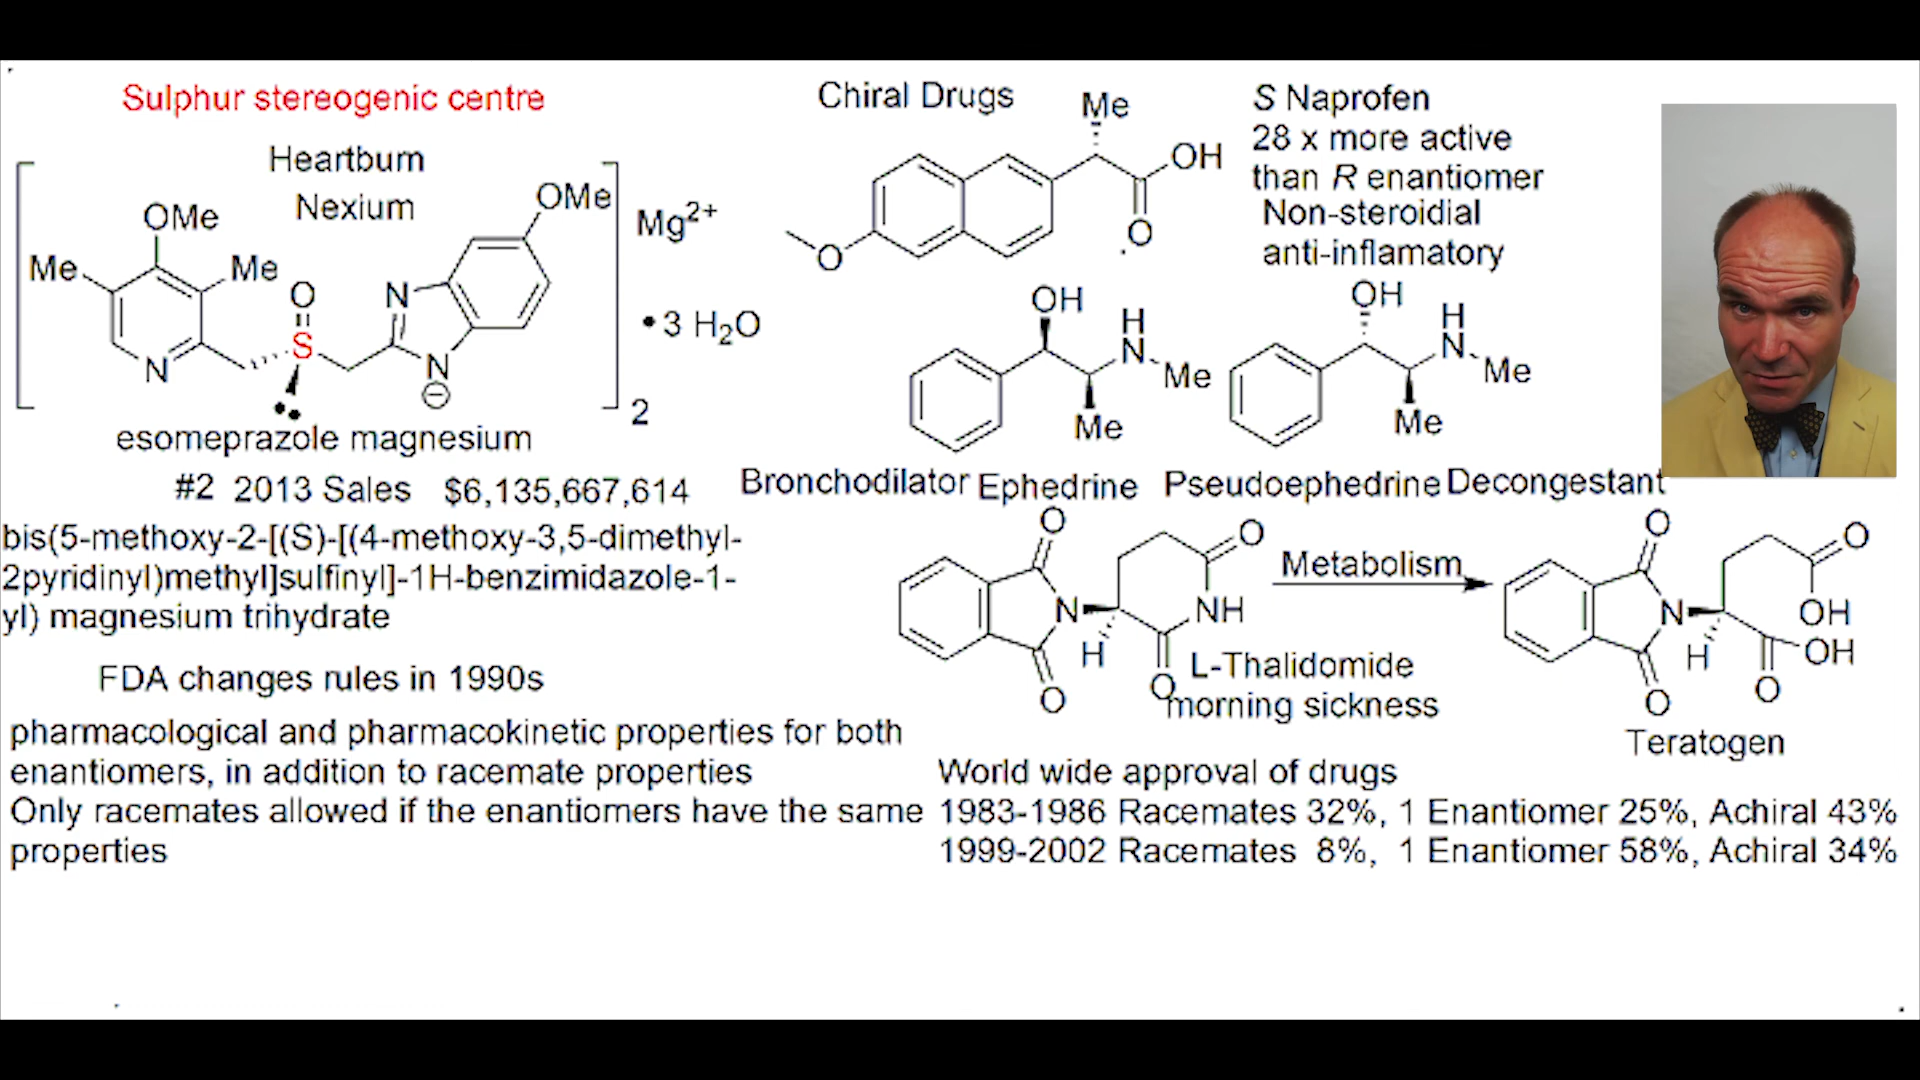 Sulphur stereogenic centre
Heartburn
Nexium
OMe
OMe
Me
Me
O
S
N
N
N
⊖
Mg2+
• 3 H2O
2
esomeprazole magnesium
#2 2013 Sales $6,135,667,614
bis(5-methoxy-2-[(S)-[(4-methoxy-3,5-dimethyl-
2pyridinyl)methyl]sulfinyl]-1H-benzimidazole-1-
yl) magnesium trihydrate
FDA changes rules in 1990s
pharmacological and pharmacokinetic properties for both
enantiomers, in addition to racemate properties
Only racemates allowed if the enantiomers have the same
properties
Chiral Drugs
Me
OH
O
O
S Naprofen
28 x more active
than R enantiomer
Non-steroidial
anti-inflamatory
OH
H
N
Me
Me
OH
H
N
Me
Me
Bronchodilator Ephedrine Pseudoephedrine Decongestant
O
O
N
NH
H
O
O
L-Thalidomide
morning sickness
Metabolism
O
O
N
OH
H
OH
O
O
Teratogen
World wide approval of drugs
1983-1986 Racemates 32%, 1 Enantiomer 25%, Achiral 43%
1999-2002 Racemates 8%, 1 Enantiomer 58%, Achiral 34%